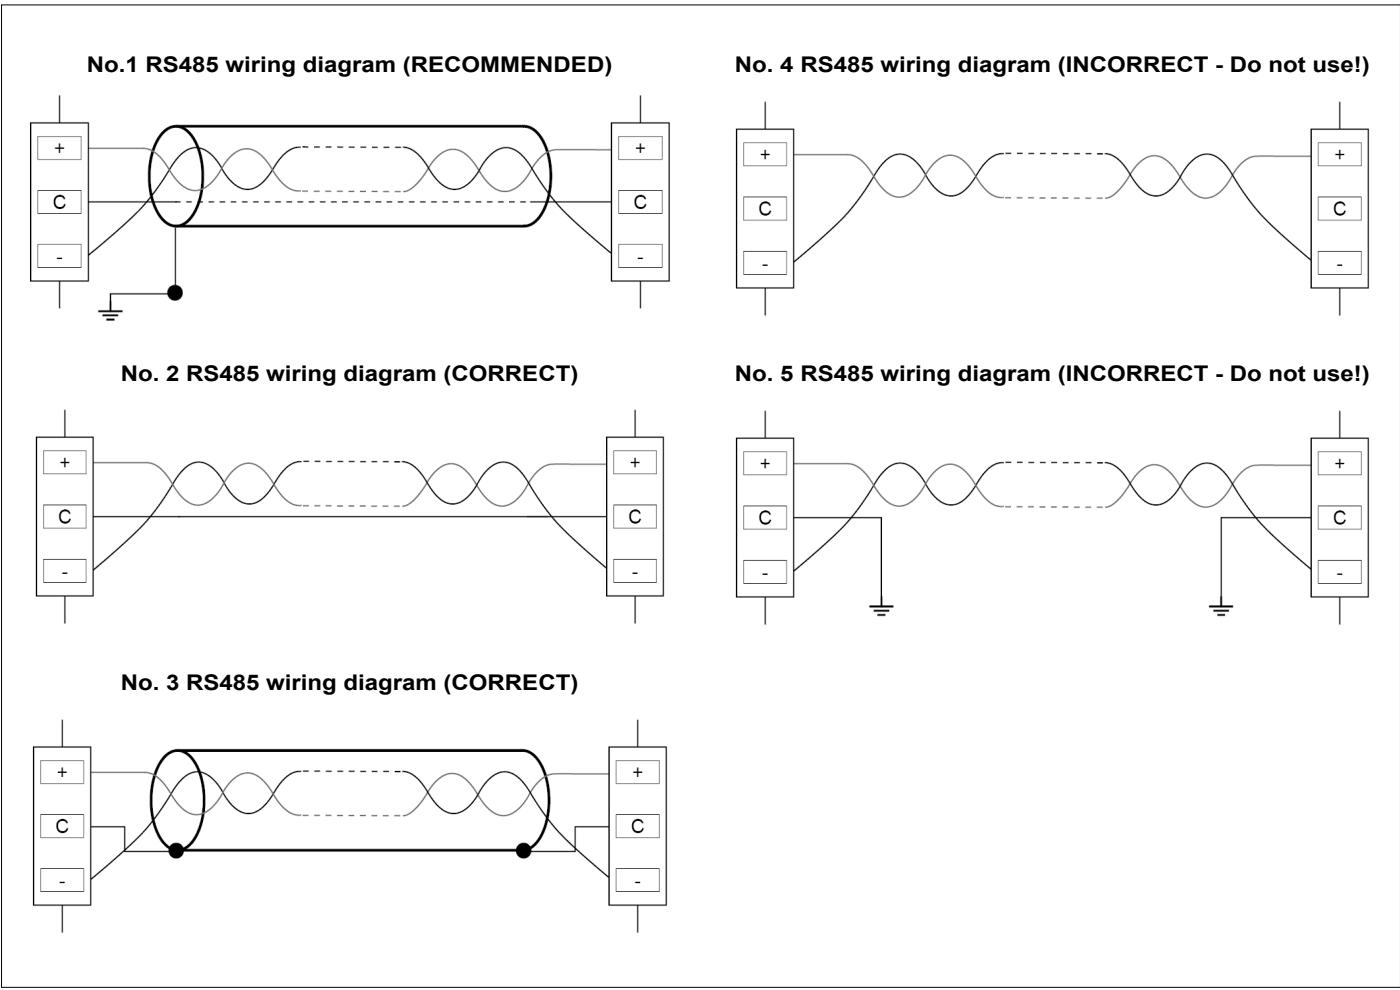 No.1 RS485 wiring diagram (RECOMMENDED)
+
C
-
+
C
-
No. 2 RS485 wiring diagram (CORRECT)
+
C
-
+
C
-
No. 3 RS485 wiring diagram (CORRECT)
+
C
-
+
C
-
No. 4 RS485 wiring diagram (INCORRECT - Do not use!)
+
C
-
+
C
-
No. 5 RS485 wiring diagram (INCORRECT - Do not use!)
+
C
-
+
C
-